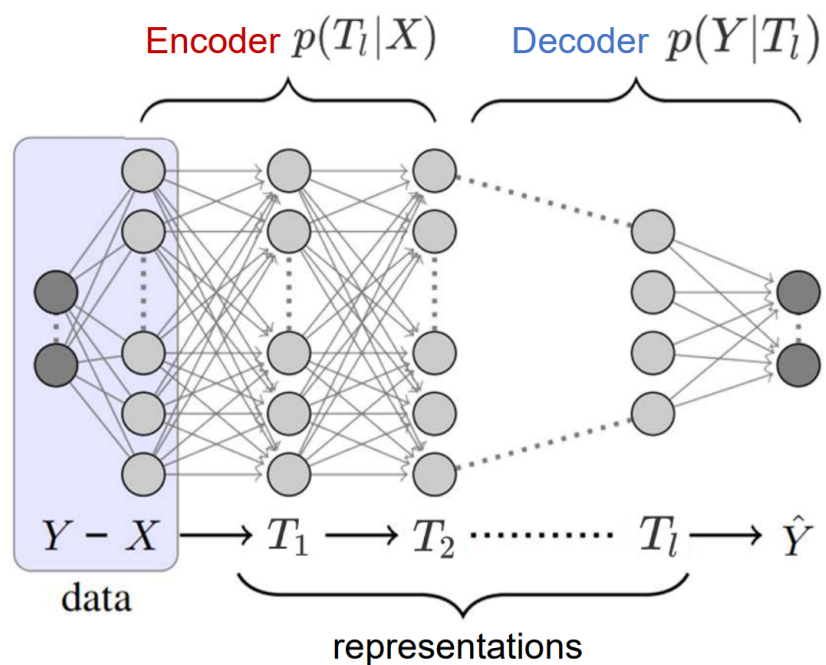 Encoder p(T_l|X) Decoder p(Y|T_l)
Y – X → T_1 → T_2 ⋯ T_l → Ŷ
data
representations